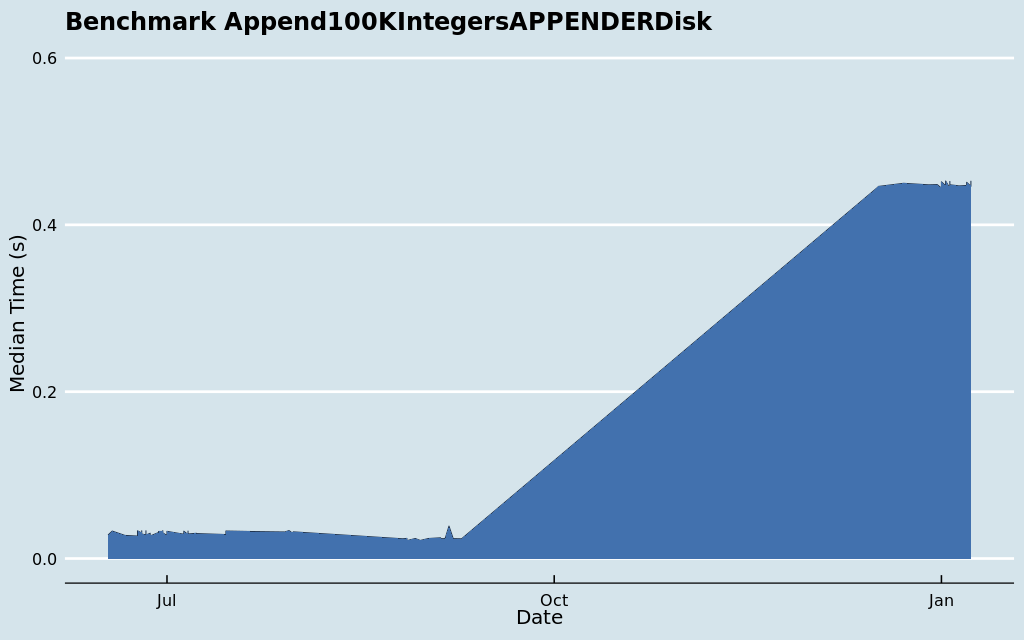 Benchmark Append100KIntegersAPPENDERDisk
0.6
0.4
0.2
0.0
Median Time (s)
Jul
Oct
Jan
Date